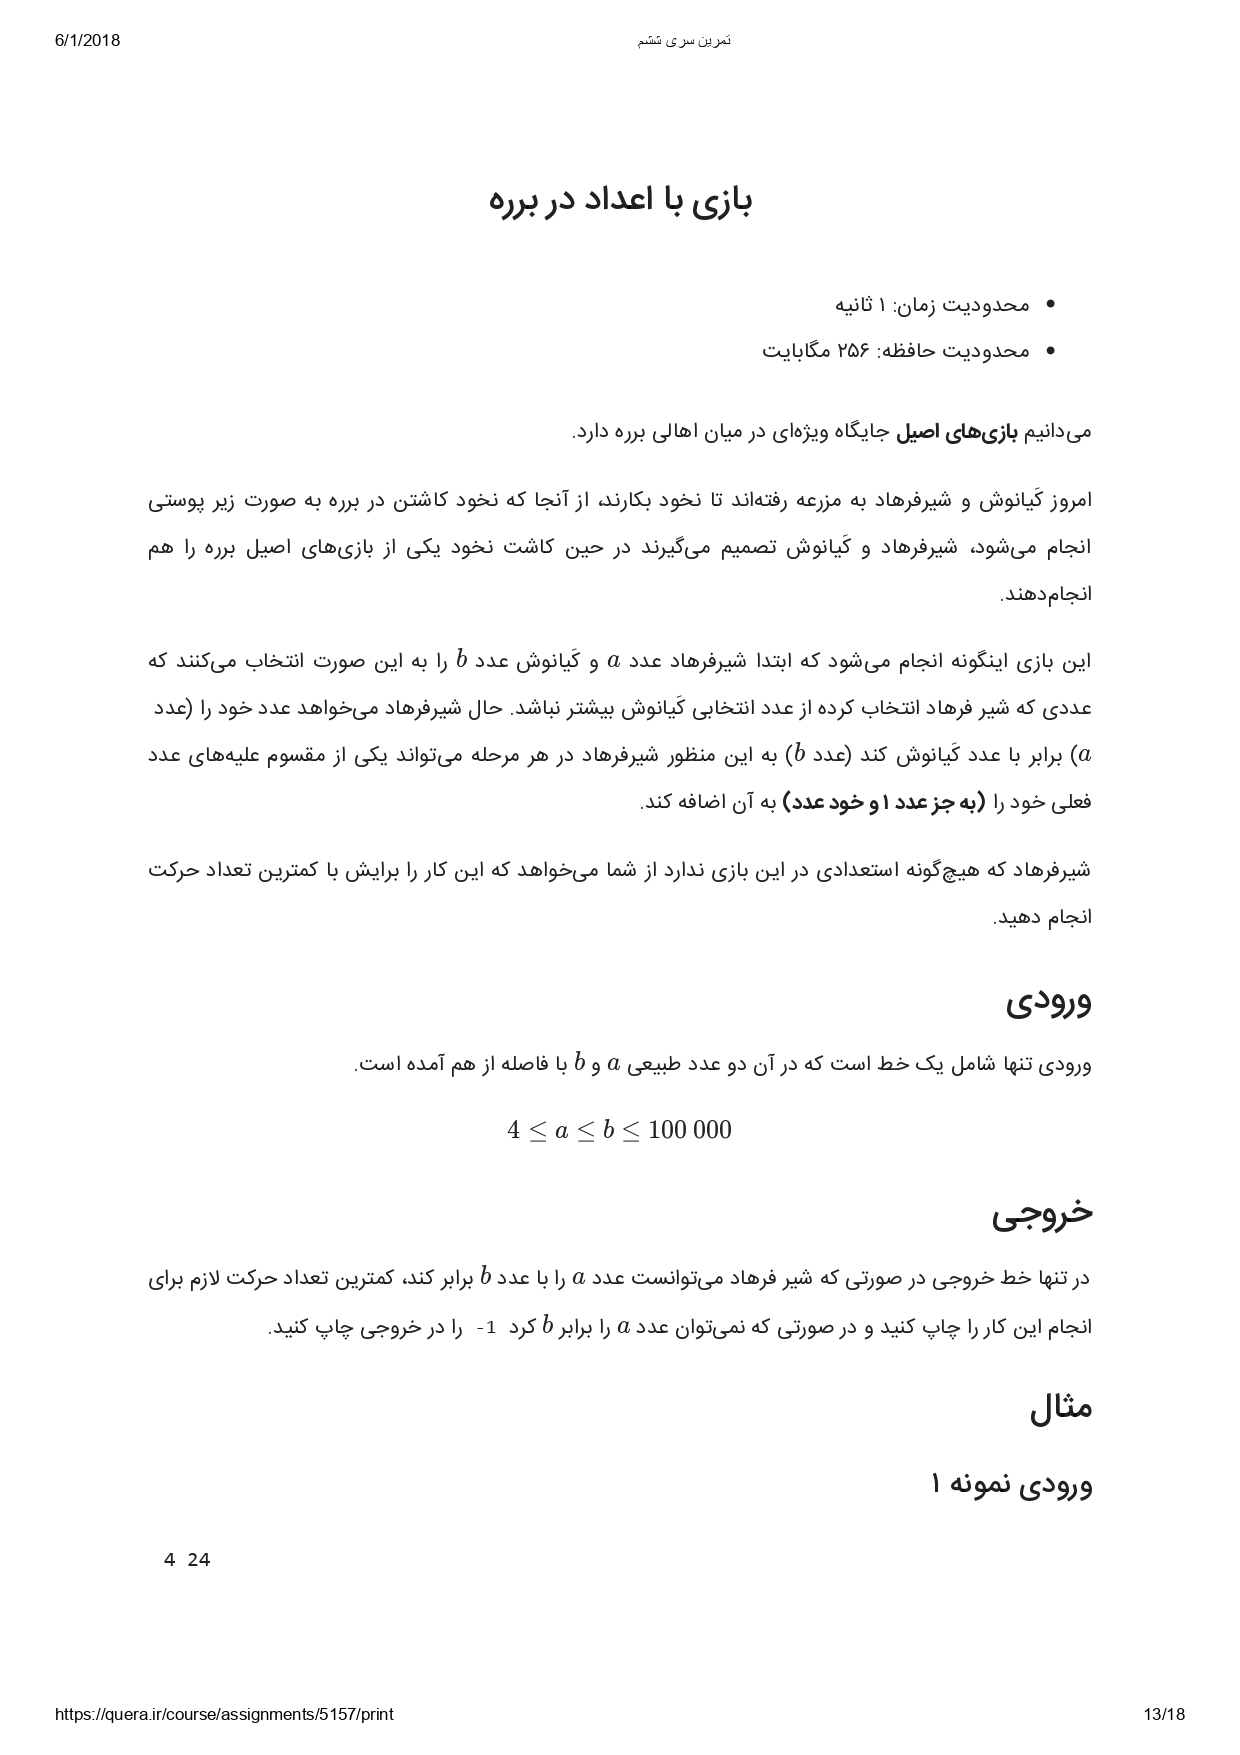 6/1/2018 تمرین سری ششم
بازی با اعداد در برره
• محدودیت زمان: ۱ ثانیه
• محدودیت حافظه: ۲۵۶ مگابایت
می‌دانیم بازی‌های اصیل جایگاه ویژه‌ای در میان اهالی برره دارد.
امروز کَیانوش و شیرفرهاد به مزرعه رفته‌اند تا نخود بکارند، از آنجا که نخود کاشتن در برره به صورت زیر پوستی
انجام می‌شود، شیرفرهاد و کَیانوش تصمیم می‌گیرند در حین کاشت نخود یکی از بازی‌های اصیل برره را هم
انجام‌دهند.
این بازی اینگونه انجام می‌شود که ابتدا شیرفرهاد عدد a و کَیانوش عدد b را به این صورت انتخاب می‌کنند که
عددی که شیر فرهاد انتخاب کرده از عدد انتخابی کَیانوش بیشتر نباشد. حال شیرفرهاد می‌خواهد عدد خود را (عدد
a) برابر با عدد کَیانوش کند (عدد b) به این منظور شیرفرهاد در هر مرحله می‌تواند یکی از مقسوم علیه‌های عدد
فعلی خود را (به جز عدد ۱ و خود عدد) به آن اضافه کند.
شیرفرهاد که هیچ‌گونه استعدادی در این بازی ندارد از شما می‌خواهد که این کار را برایش با کمترین تعداد حرکت
انجام دهید.
ورودی
ورودی تنها شامل یک خط است که در آن دو عدد طبیعی a و b با فاصله از هم آمده است.
4 ≤ a ≤ b ≤ 100 000
خروجی
در تنها خط خروجی در صورتی که شیر فرهاد می‌توانست عدد a را با عدد b برابر کند، کمترین تعداد حرکت لازم برای
انجام این کار را چاپ کنید و در صورتی که نمی‌توان عدد a را برابر b کرد -1 را در خروجی چاپ کنید.
مثال
ورودی نمونه ۱
4 24
https://quera.ir/course/assignments/5157/print 13/18